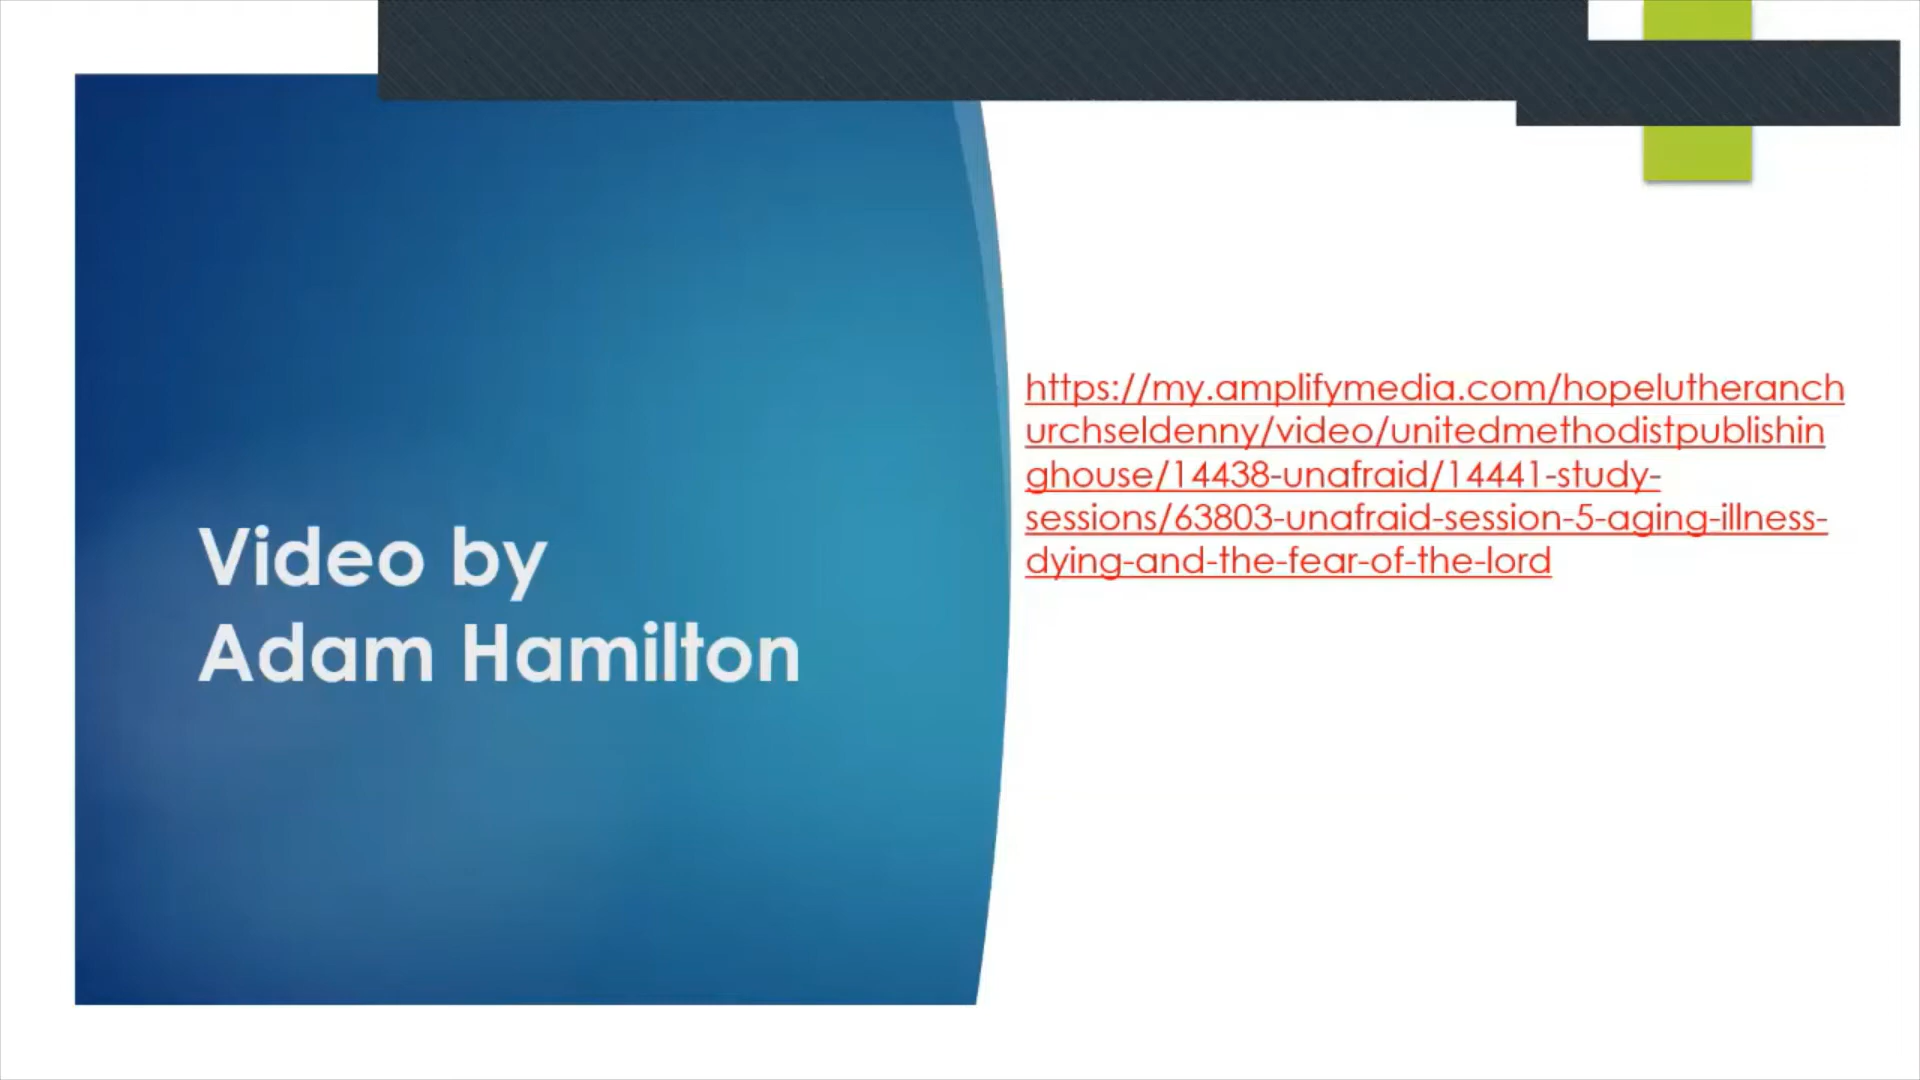 Video by
Adam Hamilton
https://my.amplifymedia.com/hopelutheranch
urchseldenny/video/unitedmethodistpublishin
ghouse/14438-unafraid/14441-study-
sessions/63803-unafraid-session-5-aging-illness-
dying-and-the-fear-of-the-lord